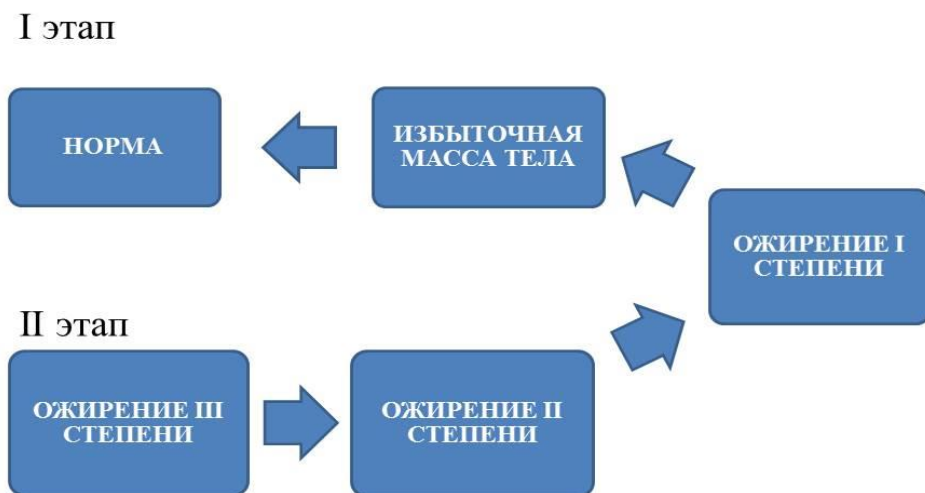 I этап
НОРМА
ИЗБЫТОЧНАЯ
МАССА ТЕЛА
ОЖИРЕНИЕ I
СТЕПЕНИ
II этап
ОЖИРЕНИЕ III
СТЕПЕНИ
ОЖИРЕНИЕ II
СТЕПЕНИ